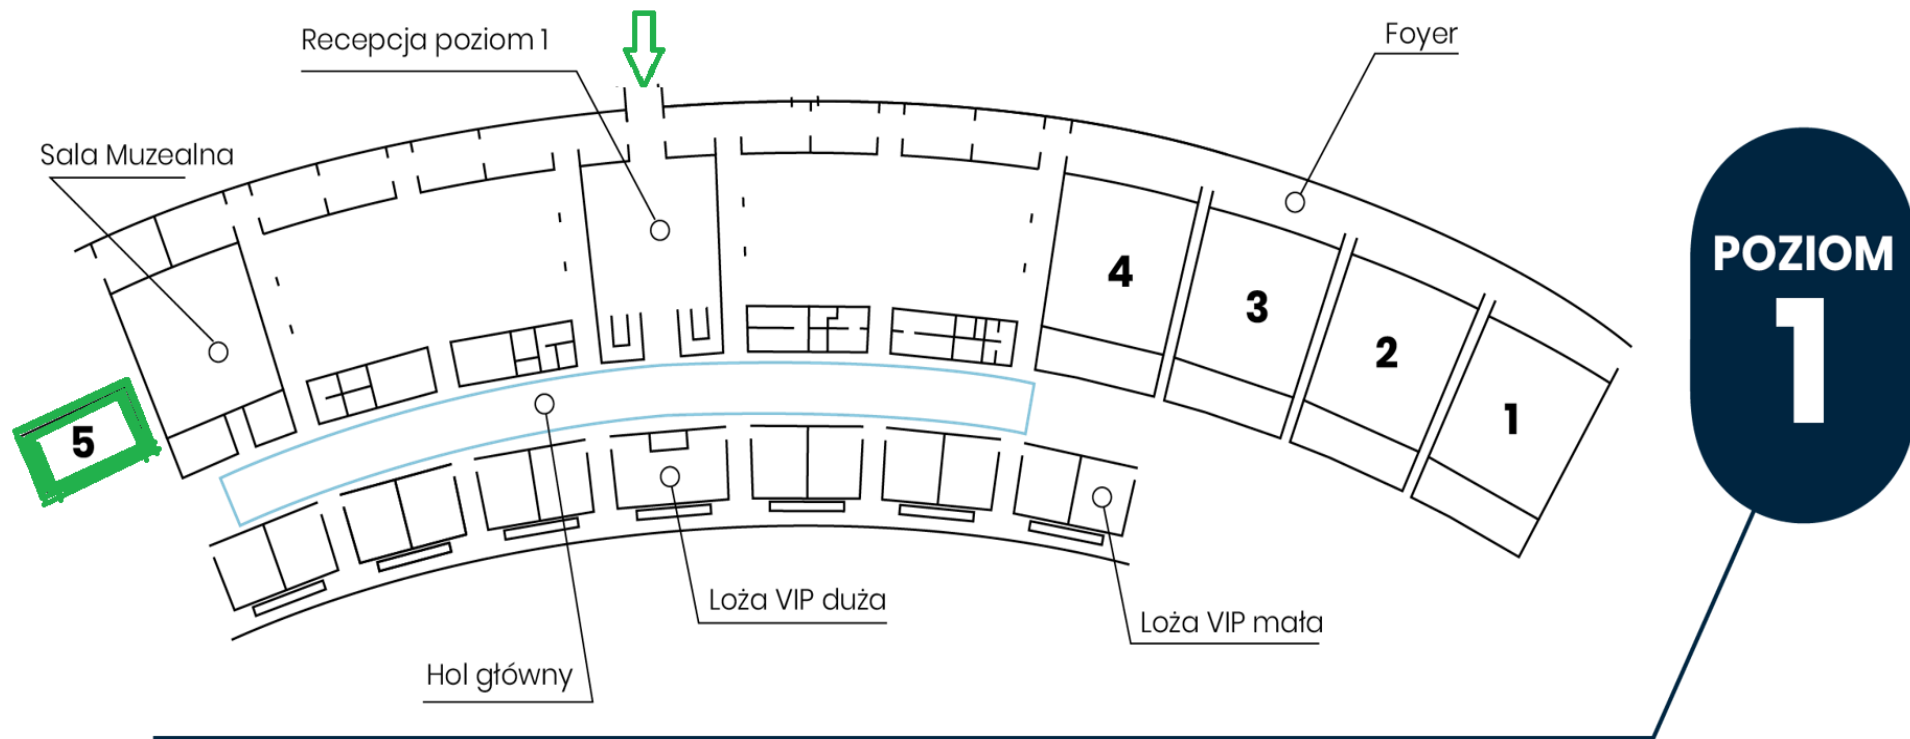 Recepcja poziom 1
Foyer
Sala Muzealna
POZIOM
1
4
3
2
1
5
Loża VIP duża
Loża VIP mała
Hol główny